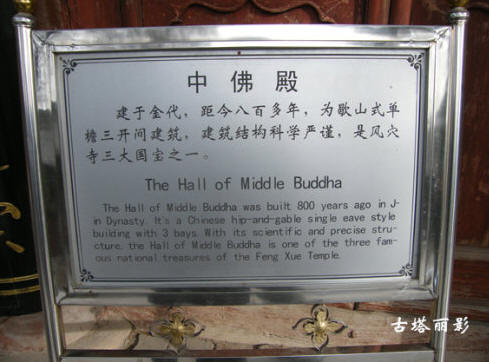 中佛殿
建于金代，距今八百多年，为歇山式单
檐三开间建筑，建筑结构科学严谨，是风穴
寺三大国宝之一。
The Hall of Middle Buddha
The Hall of Middle Buddha was built 800 years ago in J-
in Dynasty. It's a Chinese hip-and-gable single eave style
building with 3 bays. With its scientific and precise stru-
cture, the Hall of Middle Buddha is one of the three fam-
ous national treasures of the Feng Xue Temple.
古塔丽影